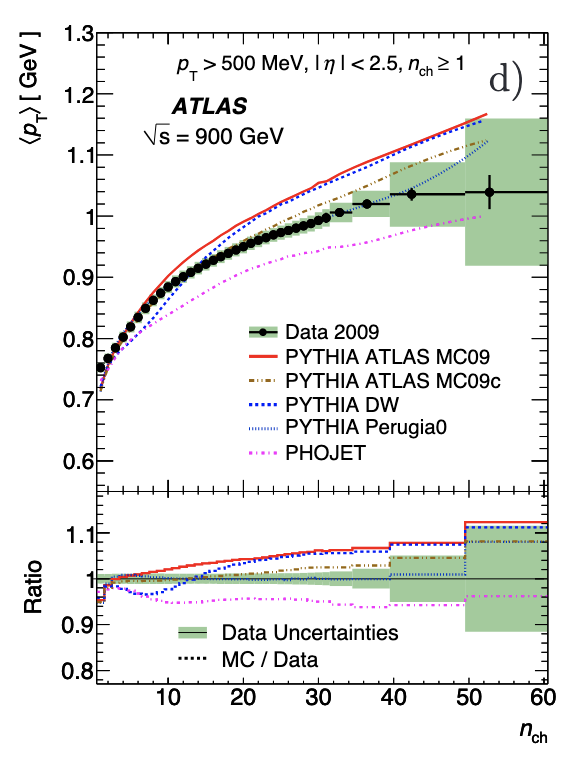 1.3
1.2
1.1
1
0.9
0.8
0.7
0.6
⟨p_T⟩ [ GeV ]
p_T > 500 MeV, | η | < 2.5, n_ch ≥ 1
d)
ATLAS
√s = 900 GeV
Data 2009
PYTHIA ATLAS MC09
PYTHIA ATLAS MC09c
PYTHIA DW
PYTHIA Perugia0
PHOJET
1.1
1
0.9
0.8
Ratio
Data Uncertainties
MC / Data
10 20 30 40 50 60
n_ch